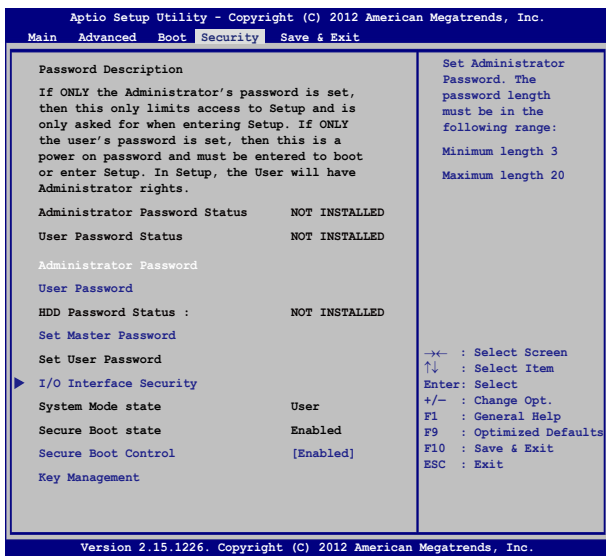 Aptio Setup Utility - Copyright (C) 2012 American Megatrends, Inc.
Main Advanced Boot Security Save & Exit
Password Description
If ONLY the Administrator's password is set,
then this only limits access to Setup and is
only asked for when entering Setup. If ONLY
the user's password is set, then this is a
power on password and must be entered to boot
or enter Setup. In Setup, the User will have
Administrator rights.
Administrator Password Status NOT INSTALLED
User Password Status NOT INSTALLED
Administrator Password
User Password
HDD Password Status : NOT INSTALLED
Set Master Password
Set User Password
I/O Interface Security
System Mode state User
Secure Boot state Enabled
Secure Boot Control [Enabled]
Key Management
Set Administrator
Password. The
password length
must be in the
following range:
Minimum length 3
Maximum length 20
→← : Select Screen
↑↓ : Select Item
Enter: Select
+/— : Change Opt.
F1 : General Help
F9 : Optimized Defaults
F10 : Save & Exit
ESC : Exit
Version 2.15.1226. Copyright (C) 2012 American Megatrends, Inc.